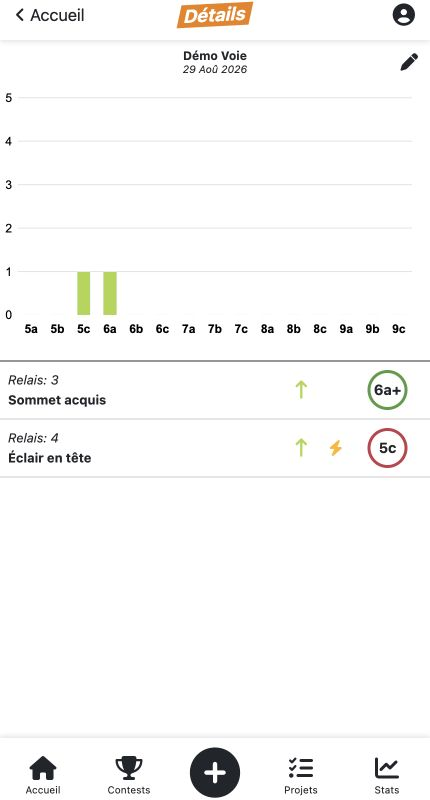 Accueil
Détails
Démo Voie
29 Aoû 2026
5
4
3
2
1
0
5a 5b 5c 6a 6b 6c 7a 7b 7c 8a 8b 8c 9a 9b 9c
Relais: 3
Sommet acquis
6a+
Relais: 4
Éclair en tête
5c
Accueil Contests Projets Stats